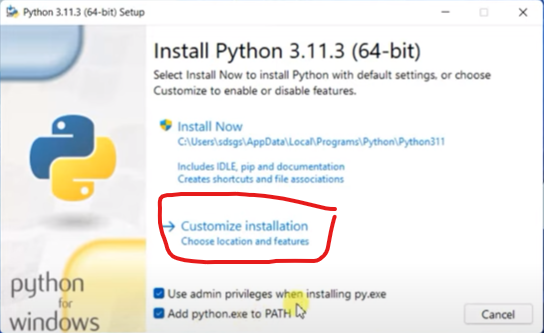 Python 3.11.3 (64-bit) Setup
Install Python 3.11.3 (64-bit)
Select Install Now to install Python with default settings, or choose
Customize to enable or disable features.
Install Now
C:\Users\sdsgs\AppData\Local\Programs\Python\Python311
Includes IDLE, pip and documentation
Creates shortcuts and file associations
Customize installation
Choose location and features
python
for
windows
Use admin privileges when installing py.exe
Add python.exe to PATH
Cancel